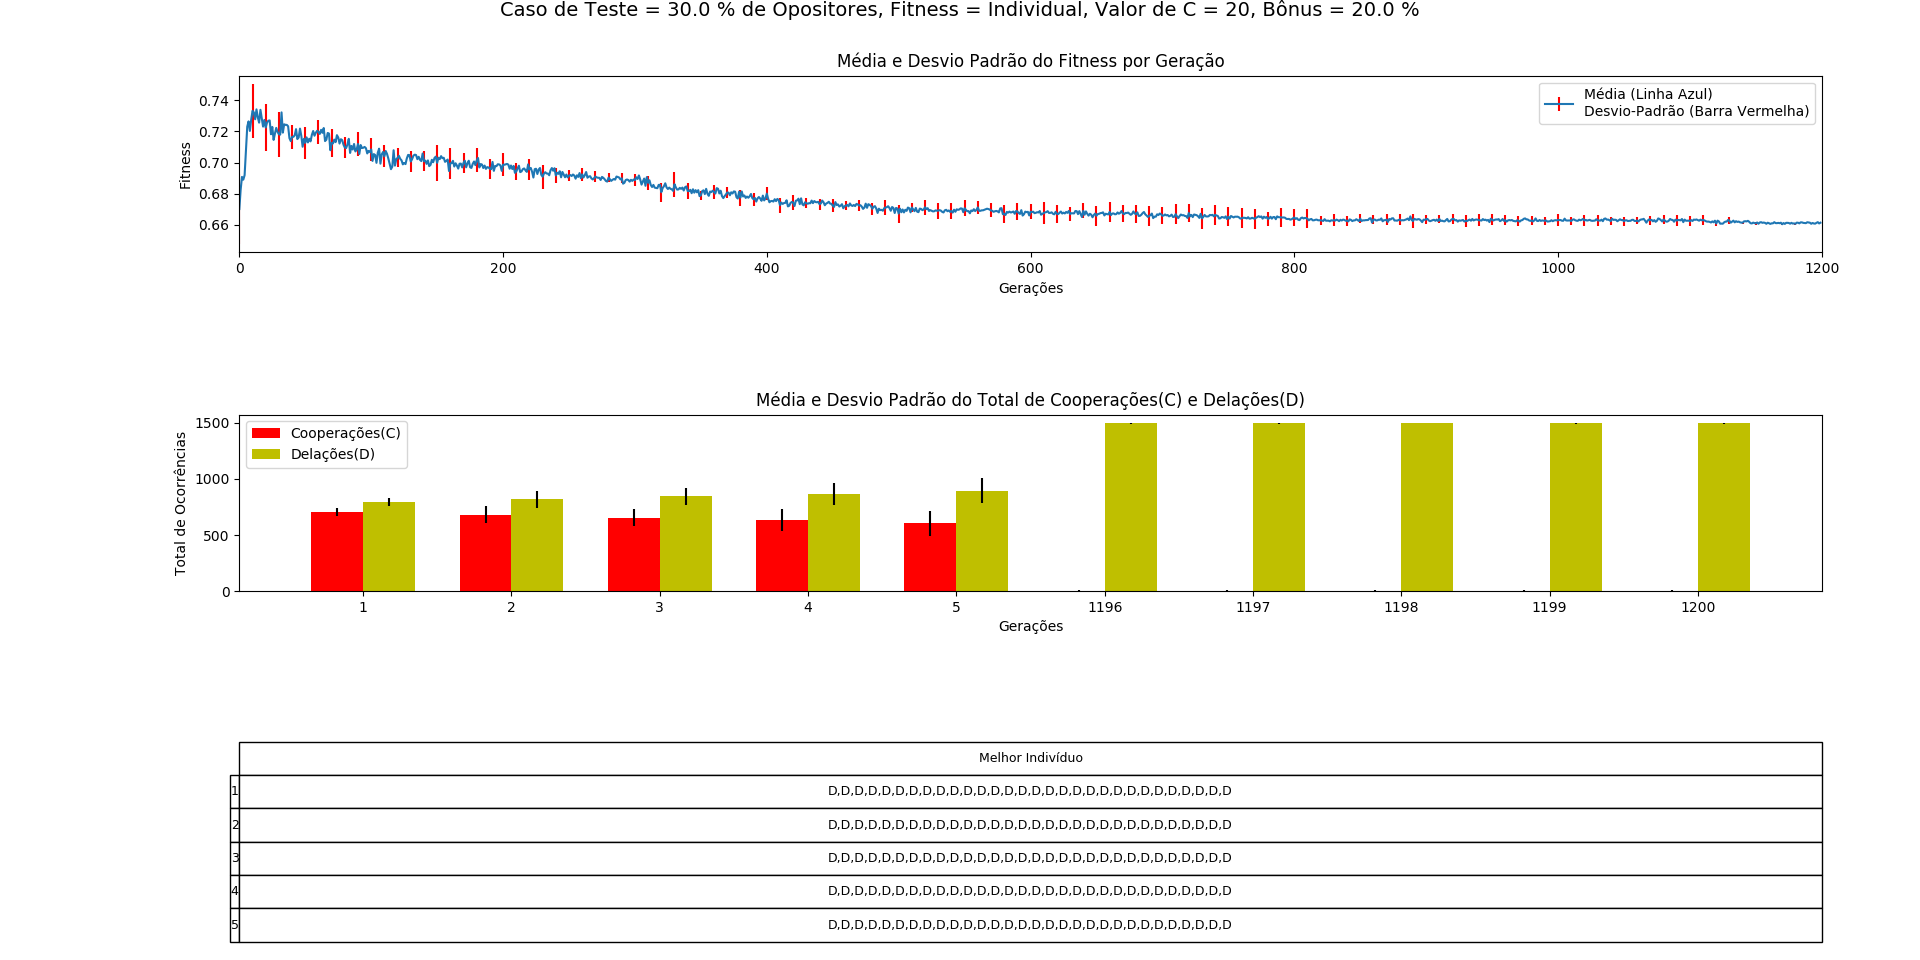 Caso de Teste = 30.0 % de Opositores, Fitness = Individual, Valor de C = 20, Bônus = 20.0 %
Média e Desvio Padrão do Fitness por Geração
0.74
0.72
0.70
0.68
0.66
Fitness
Média (Linha Azul)
Desvio-Padrão (Barra Vermelha)
0 200 400 600 800 1000 1200
Gerações
Média e Desvio Padrão do Total de Cooperações(C) e Delações(D)
1500
1000
500
0
Total de Ocorrências
Cooperações(C)
Delações(D)
1 2 3 4 5 1196 1197 1198 1199 1200
Gerações
Melhor Indivíduo
1 D,D,D,D,D,D,D,D,D,D,D,D,D,D,D,D,D,D,D,D,D,D,D,D,D,D,D,D,D,D
2 D,D,D,D,D,D,D,D,D,D,D,D,D,D,D,D,D,D,D,D,D,D,D,D,D,D,D,D,D,D
3 D,D,D,D,D,D,D,D,D,D,D,D,D,D,D,D,D,D,D,D,D,D,D,D,D,D,D,D,D,D
4 D,D,D,D,D,D,D,D,D,D,D,D,D,D,D,D,D,D,D,D,D,D,D,D,D,D,D,D,D,D
5 D,D,D,D,D,D,D,D,D,D,D,D,D,D,D,D,D,D,D,D,D,D,D,D,D,D,D,D,D,D